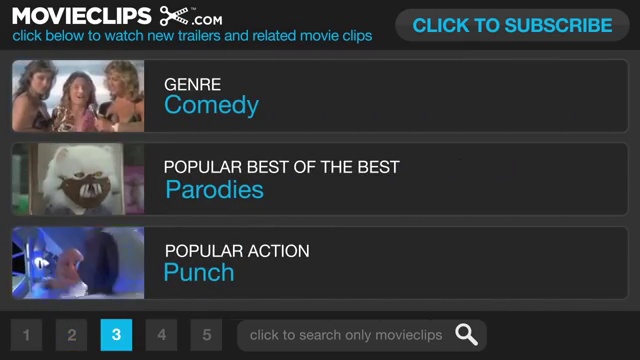 MOVIECLIPS .COM
click below to watch new trailers and related movie clips
CLICK TO SUBSCRIBE
GENRE
Comedy
POPULAR BEST OF THE BEST
Parodies
POPULAR ACTION
Punch
1 2 3 4 5
click to search only movieclips